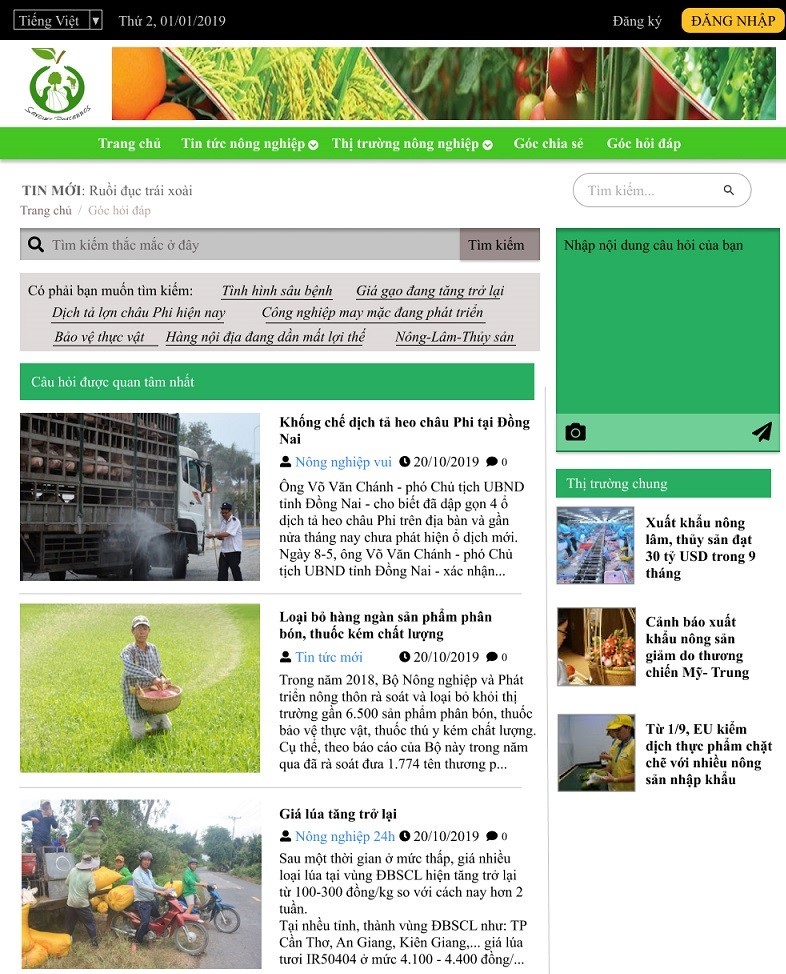 Tiếng Việt
Thứ 2, 01/01/2019
Đăng ký
ĐĂNG NHẬP
Trang chủ
Tin tức nông nghiệp
Thị trường nông nghiệp
Góc chia sẻ
Góc hỏi đáp
TIN MỚI: Ruồi đục trái xoài
Tìm kiếm...
Trang chủ / Góc hỏi đáp
Tìm kiếm thắc mắc ở đây
Tìm kiếm
Có phải bạn muốn tìm kiếm: Tình hình sâu bệnh Giá gạo đang tăng trở lại
Dịch tả lợn châu Phi hiện nay Công nghiệp may mặc đang phát triển
Bảo vệ thực vật Hàng nội địa đang dần mất lợi thế Nông-Lâm-Thủy sản
Câu hỏi được quan tâm nhất
Khống chế dịch tả heo châu Phi tại Đồng
Nai
Nông nghiệp vui 20/10/2019 0
Ông Võ Văn Chánh - phó Chủ tịch UBND
tỉnh Đồng Nai - cho biết đã dập gọn 4 ổ
dịch tả heo châu Phi trên địa bàn và gần
nửa tháng nay chưa phát hiện ổ dịch mới.
Ngày 8-5, ông Võ Văn Chánh - phó Chủ
tịch UBND tỉnh Đồng Nai - xác nhận...
Loại bỏ hàng ngàn sản phẩm phân
bón, thuốc kém chất lượng
Tin tức mới 20/10/2019 0
Trong năm 2018, Bộ Nông nghiệp và Phát
triển nông thôn rà soát và loại bỏ khỏi thị
trường gần 6.500 sản phẩm phân bón, thuốc
bảo vệ thực vật, thuốc thú y kém chất lượng.
Cụ thể, theo báo cáo của Bộ này trong năm
qua đã rà soát đưa 1.774 tên thương p...
Giá lúa tăng trở lại
Nông nghiệp 24h 20/10/2019 0
Sau một thời gian ở mức thấp, giá nhiều
loại lúa tại vùng ĐBSCL hiện tăng trở lại
từ 100-300 đồng/kg so với cách nay hơn 2
tuần.
Tại nhều tỉnh, thành vùng ĐBSCL như: TP
Cần Thơ, An Giang, Kiên Giang,... giá lúa
tươi IR50404 ở mức 4.100 - 4.400 đồng/...
Nhập nội dung câu hỏi của bạn
Thị trường chung
Xuất khẩu nông
lâm, thủy sản đạt
30 tỷ USD trong 9
tháng
Cảnh báo xuất
khẩu nông sản
giảm do thương
chiến Mỹ- Trung
Từ 1/9, EU kiểm
dịch thực phẩm chặt
chẽ với nhiều nông
sản nhập khẩu